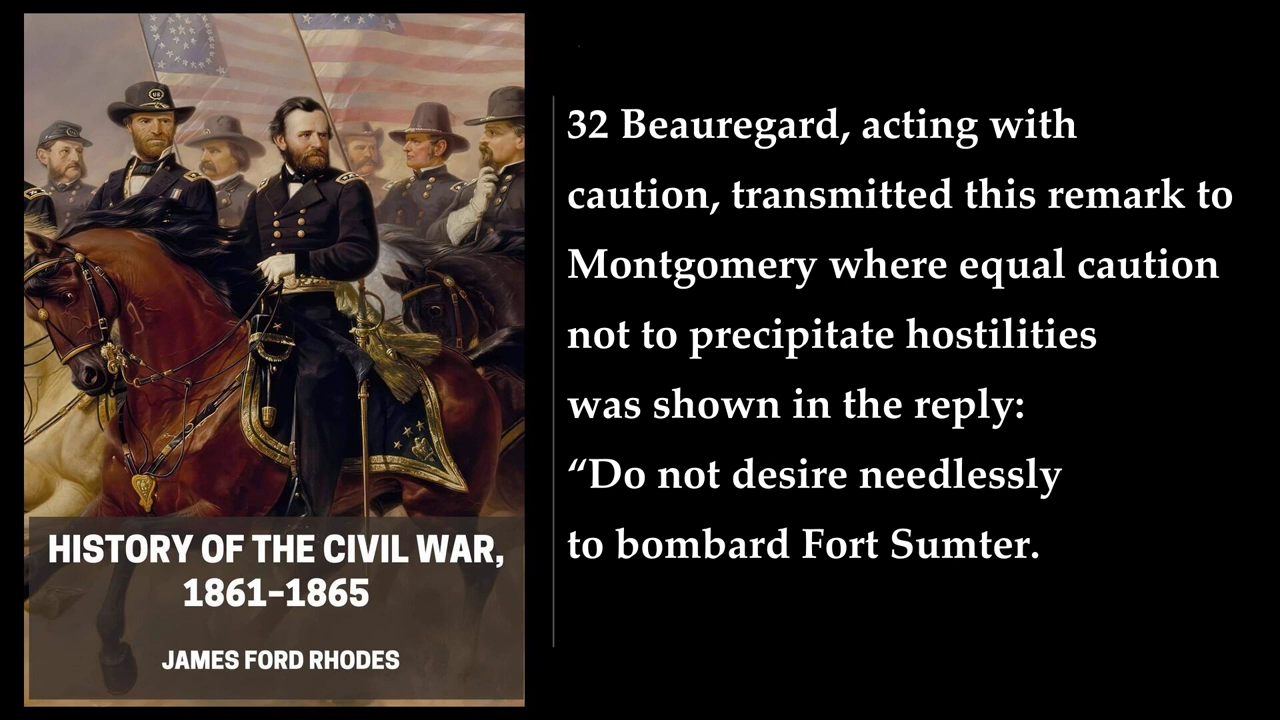 HISTORY OF THE CIVIL WAR,
1861–1865
JAMES FORD RHODES
32 Beauregard, acting with
caution, transmitted this remark to
Montgomery where equal caution
not to precipitate hostilities
was shown in the reply:
“Do not desire needlessly
to bombard Fort Sumter.